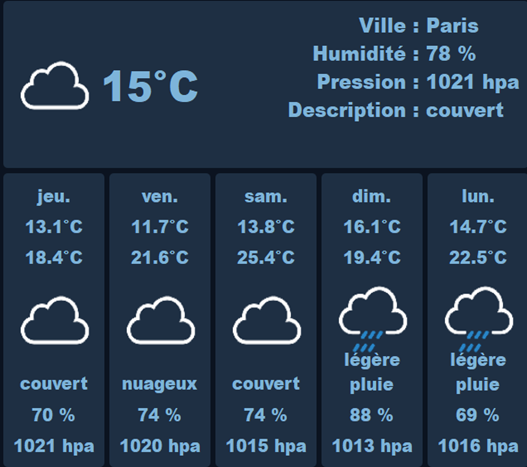 15°C
Ville : Paris
Humidité : 78 %
Pression : 1021 hpa
Description : couvert
jeu.
13.1°C
18.4°C
couvert
70 %
1021 hpa
ven.
11.7°C
21.6°C
nuageux
74 %
1020 hpa
sam.
13.8°C
25.4°C
couvert
74 %
1015 hpa
dim.
16.1°C
19.4°C
légère
pluie
88 %
1013 hpa
lun.
14.7°C
22.5°C
légère
pluie
69 %
1016 hpa